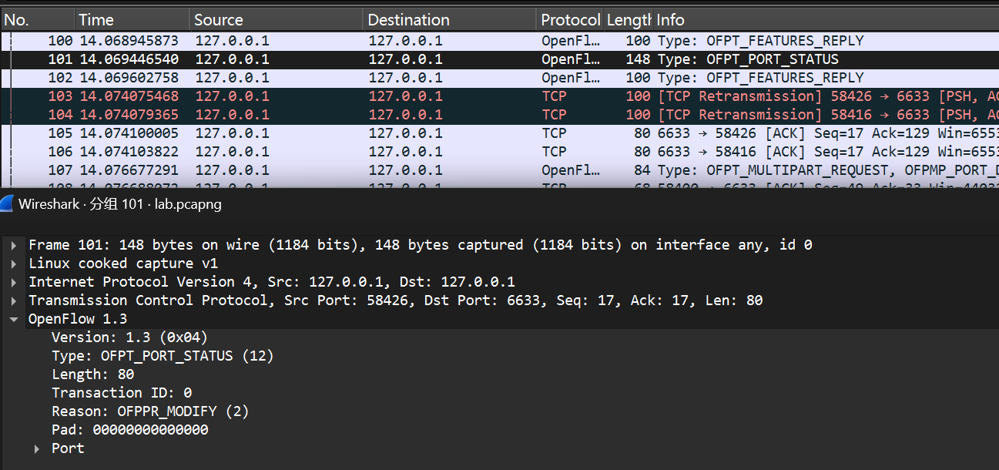 No. Time Source Destination Protocol Length Info
100 14.068945873 127.0.0.1 127.0.0.1 OpenFl… 100 Type: OFPT_FEATURES_REPLY
101 14.069446540 127.0.0.1 127.0.0.1 OpenFl… 148 Type: OFPT_PORT_STATUS
102 14.069602758 127.0.0.1 127.0.0.1 OpenFl… 100 Type: OFPT_FEATURES_REPLY
103 14.074075468 127.0.0.1 127.0.0.1 TCP 100 [TCP Retransmission] 58426 → 6633 [PSH, AC
104 14.074079365 127.0.0.1 127.0.0.1 TCP 100 [TCP Retransmission] 58416 → 6633 [PSH, AC
105 14.074100005 127.0.0.1 127.0.0.1 TCP 80 6633 → 58426 [ACK] Seq=17 Ack=129 Win=6553
106 14.074103822 127.0.0.1 127.0.0.1 TCP 80 6633 → 58416 [ACK] Seq=17 Ack=129 Win=6553
107 14.076677291 127.0.0.1 127.0.0.1 OpenFl… 84 Type: OFPT_MULTIPART_REQUEST, OFPMP_PORT_D
Wireshark · 分组 101 · lab.pcapng
Frame 101: 148 bytes on wire (1184 bits), 148 bytes captured (1184 bits) on interface any, id 0
Linux cooked capture v1
Internet Protocol Version 4, Src: 127.0.0.1, Dst: 127.0.0.1
Transmission Control Protocol, Src Port: 58426, Dst Port: 6633, Seq: 17, Ack: 17, Len: 80
OpenFlow 1.3
Version: 1.3 (0x04)
Type: OFPT_PORT_STATUS (12)
Length: 80
Transaction ID: 0
Reason: OFPPR_MODIFY (2)
Pad: 00000000000000
Port